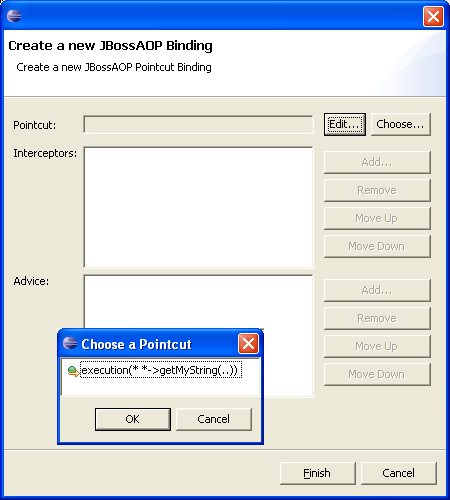 Create a new JBossAOP Binding
Create a new JBossAOP Pointcut Binding
Pointcut:
Edit...
Choose...
Interceptors:
Add...
Remove
Move Up
Move Down
Advice:
Add...
Remove
Move Up
Move Down
Choose a Pointcut
execution(* *->getMyString(..))
OK
Cancel
Finish
Cancel